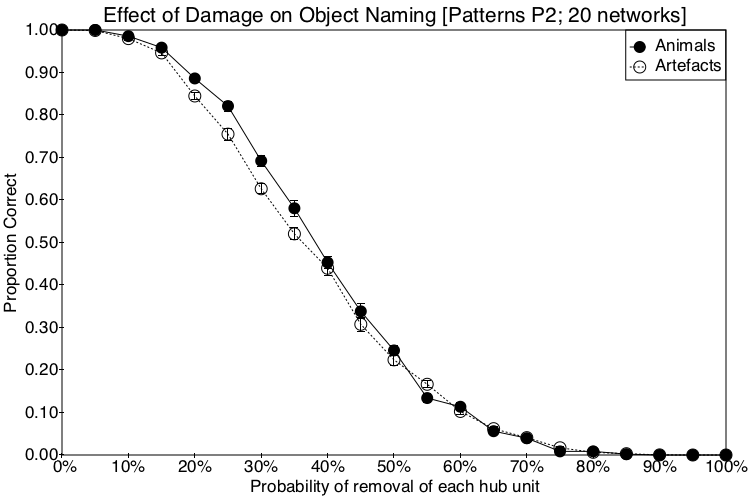 Effect of Damage on Object Naming [Patterns P2; 20 networks]
Animals
Artefacts
Proportion Correct
1.00
0.90
0.80
0.70
0.60
0.50
0.40
0.30
0.20
0.10
0.00
0% 10% 20% 30% 40% 50% 60% 70% 80% 90% 100%
Probability of removal of each hub unit